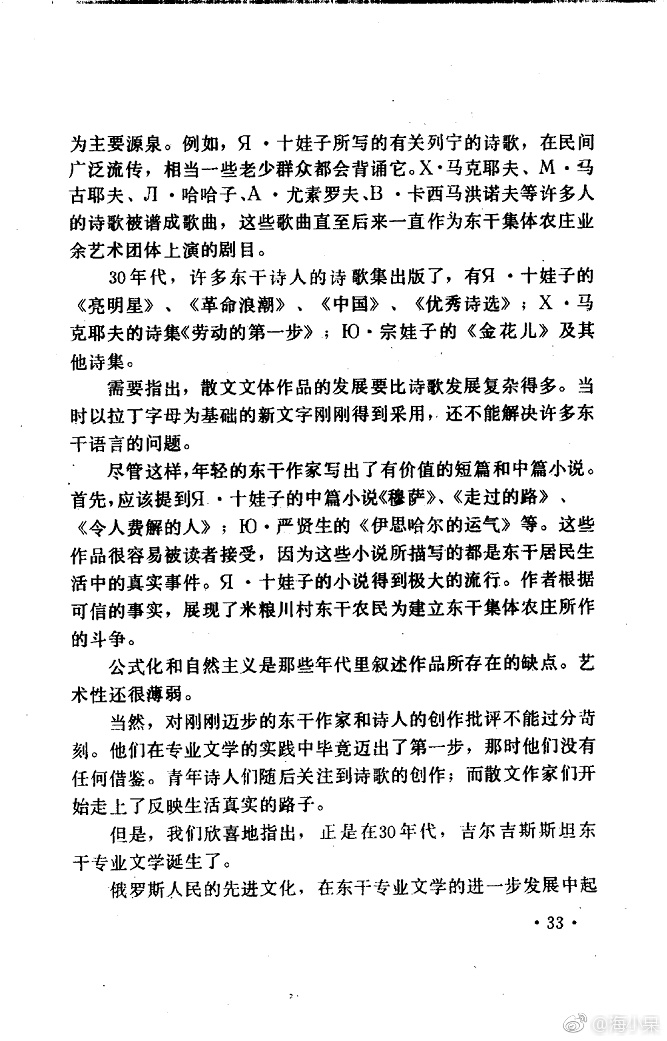 为主要源泉。例如，Я·十娃子所写的有关列宁的诗歌，在民间
广泛流传，相当一些老少群众都会背诵它。Х·马克耶夫、М·马
古耶夫、Л·哈哈子、А·尤素罗夫、В·卡西马洪诺夫等许多人
的诗歌被谱成歌曲，这些歌曲直至后来一直作为东干集体农庄业
余艺术团体上演的剧目。
30年代，许多东干诗人的诗歌集出版了，有Я·十娃子的
《亮明星》、《革命浪潮》、《中国》、《优秀诗选》；Х·马
克耶夫的诗集《劳动的第一步》；Ю·宗娃子的《金花儿》及其
他诗集。
需要指出，散文文体作品的发展要比诗歌发展复杂得多。当
时以拉丁字母为基础的新文字刚刚得到采用，还不能解决许多东
干语言的问题。
尽管这样，年轻的东干作家写出了有价值的短篇和中篇小说。
首先，应该提到Я·十娃子的中篇小说《穆萨》、《走过的路》、
《令人费解的人》；Ю·严贤生的《伊思哈尔的运气》等。这些
作品很容易被读者接受，因为这些小说所描写的都是东干居民生
活中的真实事件。Я·十娃子的小说得到极大的流行。作者根据
可信的事实，展现了米粮川村东干农民为建立东干集体农庄所作
的斗争。
公式化和自然主义是那些年代里叙述作品所存在的缺点。艺
术性还很薄弱。
当然，对刚刚迈步的东干作家和诗人的创作批评不能过分苛
刻。他们在专业文学的实践中毕竟迈出了第一步，那时他们没有
任何借鉴。青年诗人们随后关注到诗歌的创作；而散文作家们开
始走上了反映生活真实的路子。
但是，我们欣喜地指出，正是在30年代，吉尔吉斯斯坦东
干专业文学诞生了。
俄罗斯人民的先进文化，在东干专业文学的进一步发展中起
·33·
@海小杲